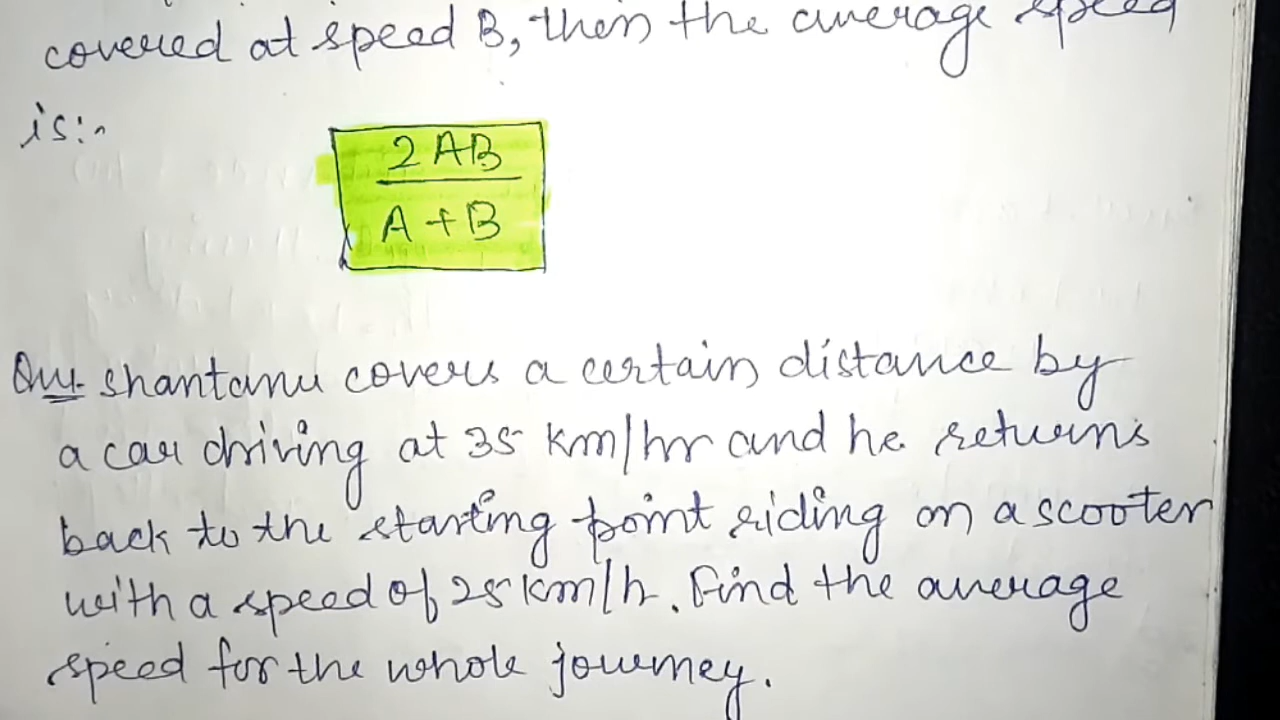 covered at speed B, then the average speed
is:-
2AB
A+B
Qu1. shantanu covers a certain distance by
a car driving at 35 km/hr and he returns
back to the starting point riding on a scooter
with a speed of 25 km/h. Find the average
speed for the whole journey.